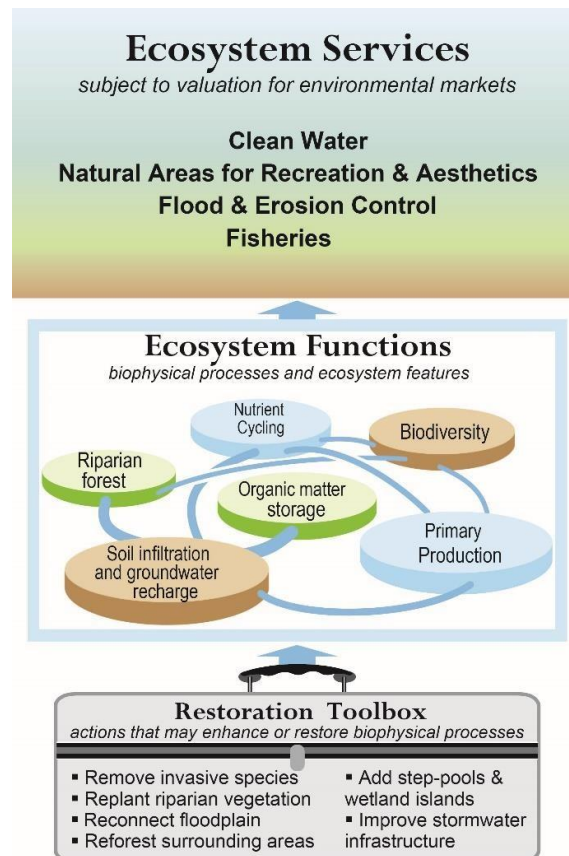 Ecosystem Services
subject to valuation for environmental markets
Clean Water
Natural Areas for Recreation & Aesthetics
Flood & Erosion Control
Fisheries
Ecosystem Functions
biophysical processes and ecosystem features
Nutrient
Cycling
Biodiversity
Riparian
forest
Organic matter
storage
Primary
Production
Soil infiltration
and groundwater
recharge
Restoration Toolbox
actions that may enhance or restore biophysical processes
▪ Remove invasive species
▪ Replant riparian vegetation
▪ Reconnect floodplain
▪ Reforest surrounding areas
▪ Add step-pools &
wetland islands
▪ Improve stormwater
infrastructure